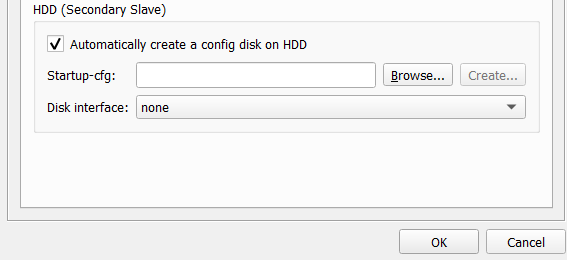 HDD (Secondary Slave)
Automatically create a config disk on HDD
Startup-cfg: Browse... Create...
Disk interface: none
OK Cancel